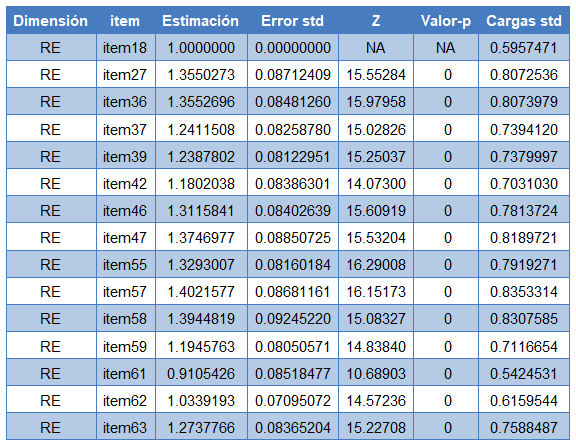 Dimensión item Estimación Error std Z Valor-p Cargas std
RE item18 1.0000000 0.00000000 NA NA 0.5957471
RE item27 1.3550273 0.08712409 15.55284 0 0.8072536
RE item36 1.3552696 0.08481260 15.97958 0 0.8073979
RE item37 1.2411508 0.08258780 15.02826 0 0.7394120
RE item39 1.2387802 0.08122951 15.25037 0 0.7379997
RE item42 1.1802038 0.08386301 14.07300 0 0.7031030
RE item46 1.3115841 0.08402639 15.60919 0 0.7813724
RE item47 1.3746977 0.08850725 15.53204 0 0.8189721
RE item55 1.3293007 0.08160184 16.29008 0 0.7919271
RE item57 1.4021577 0.08681161 16.15173 0 0.8353314
RE item58 1.3944819 0.09245220 15.08327 0 0.8307585
RE item59 1.1945763 0.08050571 14.83840 0 0.7116654
RE item61 0.9105426 0.08518477 10.68903 0 0.5424531
RE item62 1.0339193 0.07095072 14.57236 0 0.6159544
RE item63 1.2737766 0.08365204 15.22708 0 0.7588487